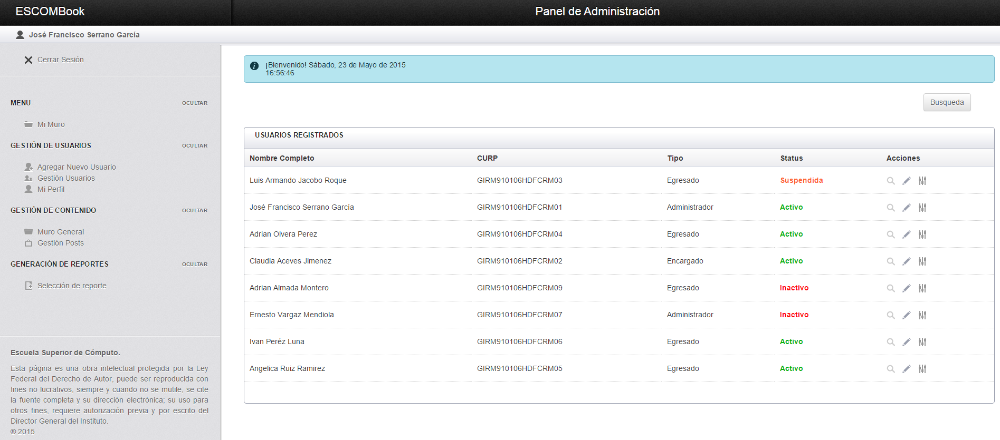 ESCOMBook
Panel de Administración
José Francisco Serrano García
Cerrar Sesión
MENU OCULTAR
Mi Muro
GESTIÓN DE USUARIOS OCULTAR
Agregar Nuevo Usuario
Gestión Usuarios
Mi Perfil
GESTIÓN DE CONTENIDO OCULTAR
Muro General
Gestión Posts
GENERACIÓN DE REPORTES OCULTAR
Selección de reporte
Escuela Superior de Cómputo.
Esta página es una obra intelectual protegida por la Ley
Federal del Derecho de Autor, puede ser reproducida con
fines no lucrativos, siempre y cuando no se mutile, se cite
la fuente completa y su dirección electrónica; su uso para
otros fines, requiere autorización previa y por escrito del
Director General del Instituto.
® 2015
¡Bienvenido! Sábado, 23 de Mayo de 2015
16:56:46
Busqueda
USUARIOS REGISTRADOS
Nombre Completo CURP Tipo Status Acciones
Luis Armando Jacobo Roque GIRM910106HDFCRM03 Egresado Suspendida
José Francisco Serrano García GIRM910106HDFCRM01 Administrador Activo
Adrian Olvera Perez GIRM910106HDFCRM04 Egresado Activo
Claudia Aceves Jimenez GIRM910106HDFCRM02 Encargado Activo
Adrian Almada Montero GIRM910106HDFCRM09 Egresado Inactivo
Ernesto Vargaz Mendiola GIRM910106HDFCRM07 Administrador Inactivo
Ivan Peréz Luna GIRM910106HDFCRM06 Egresado Activo
Angelica Ruiz Ramirez GIRM910106HDFCRM05 Egresado Activo